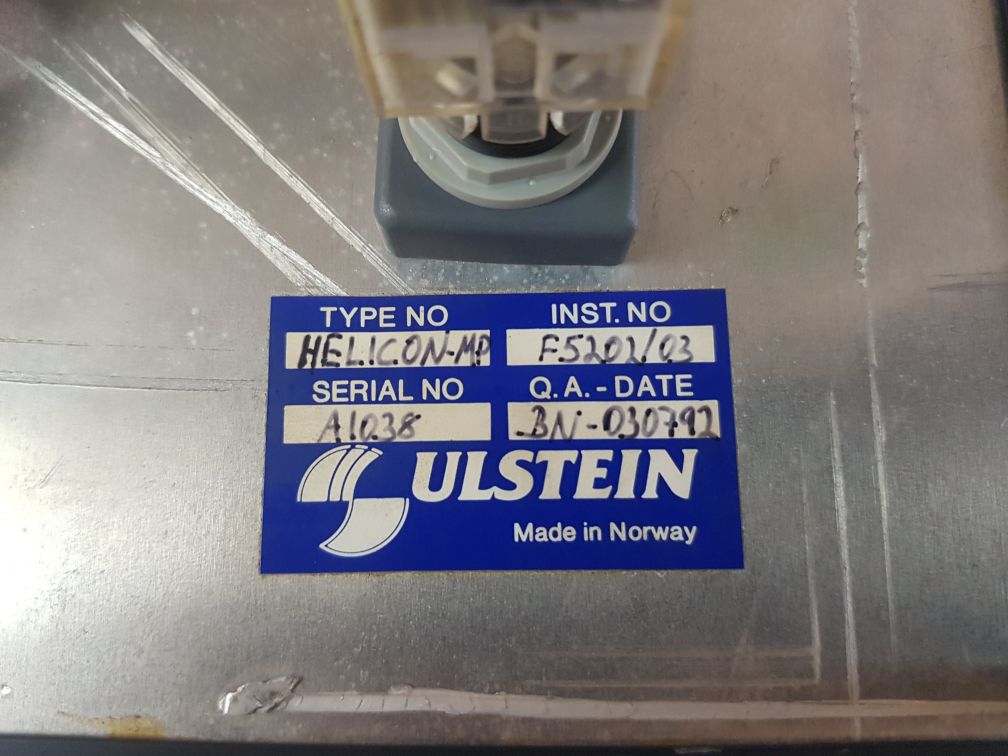 TYPE NO INST. NO
HELICON-MP F5202/03
SERIAL NO Q.A.-DATE
A1038 BN-030792
ULSTEIN
Made in Norway